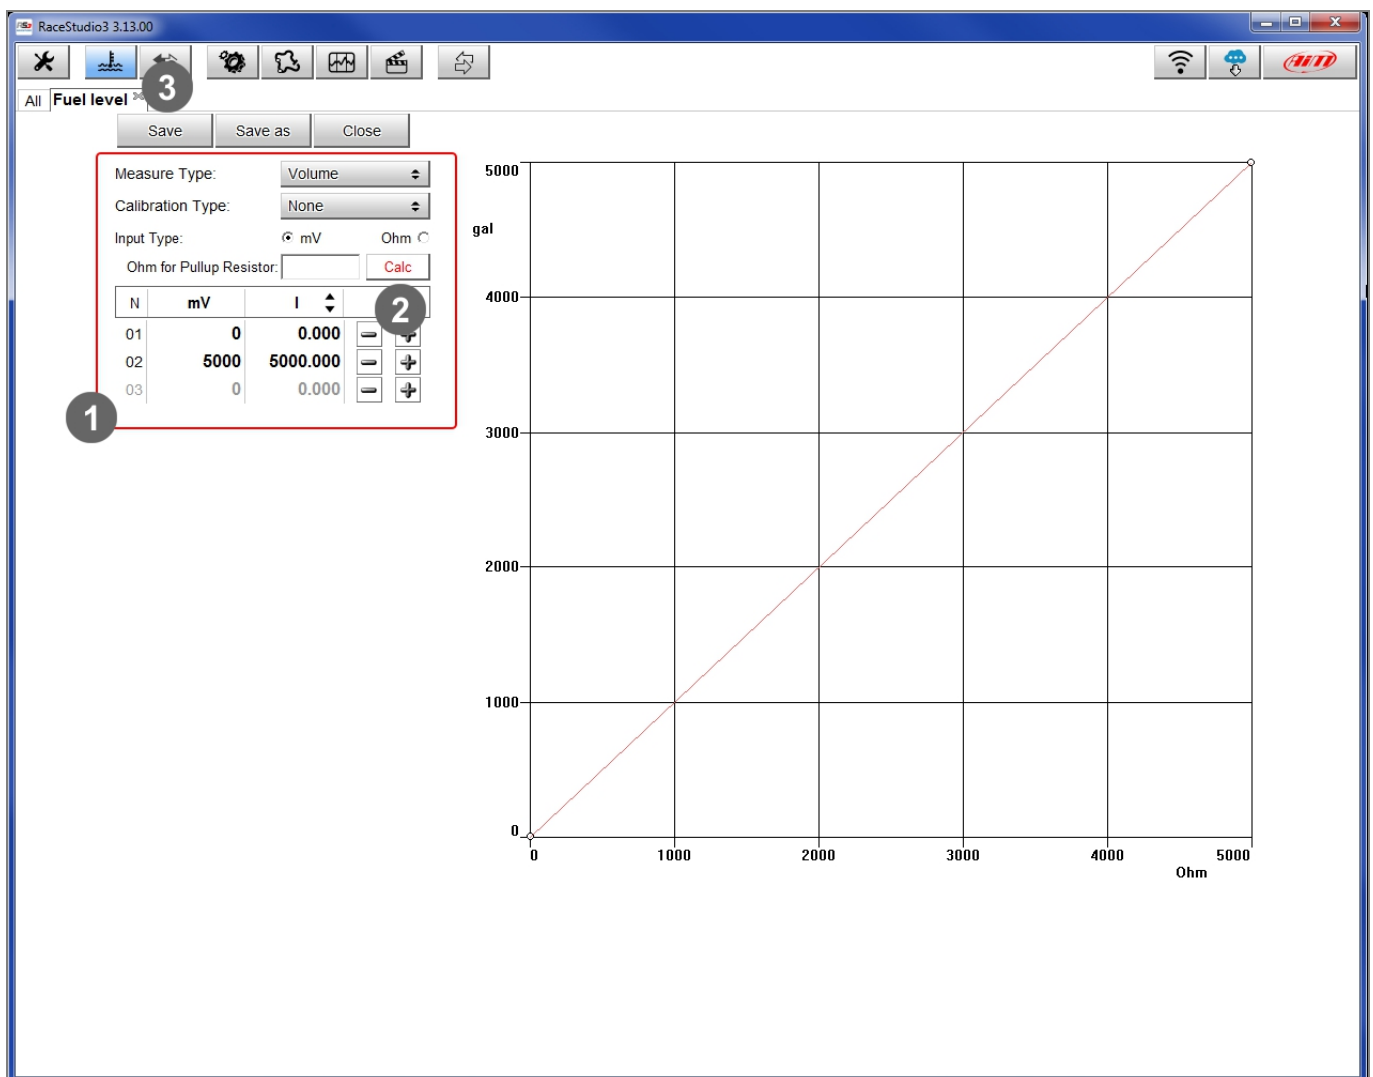 RS3 RaceStudio3 3.13.00
AiM
3
All Fuel level
Save Save as Close
Measure Type: Volume
Calibration Type: None
Input Type: mV Ohm
Ohm for Pullup Resistor: Calc
N mV l
2
01 0 0.000
02 5000 5000.000
03 0 0.000
1
5000
gal
4000
3000
2000
1000
0
0 1000 2000 3000 4000 5000
Ohm